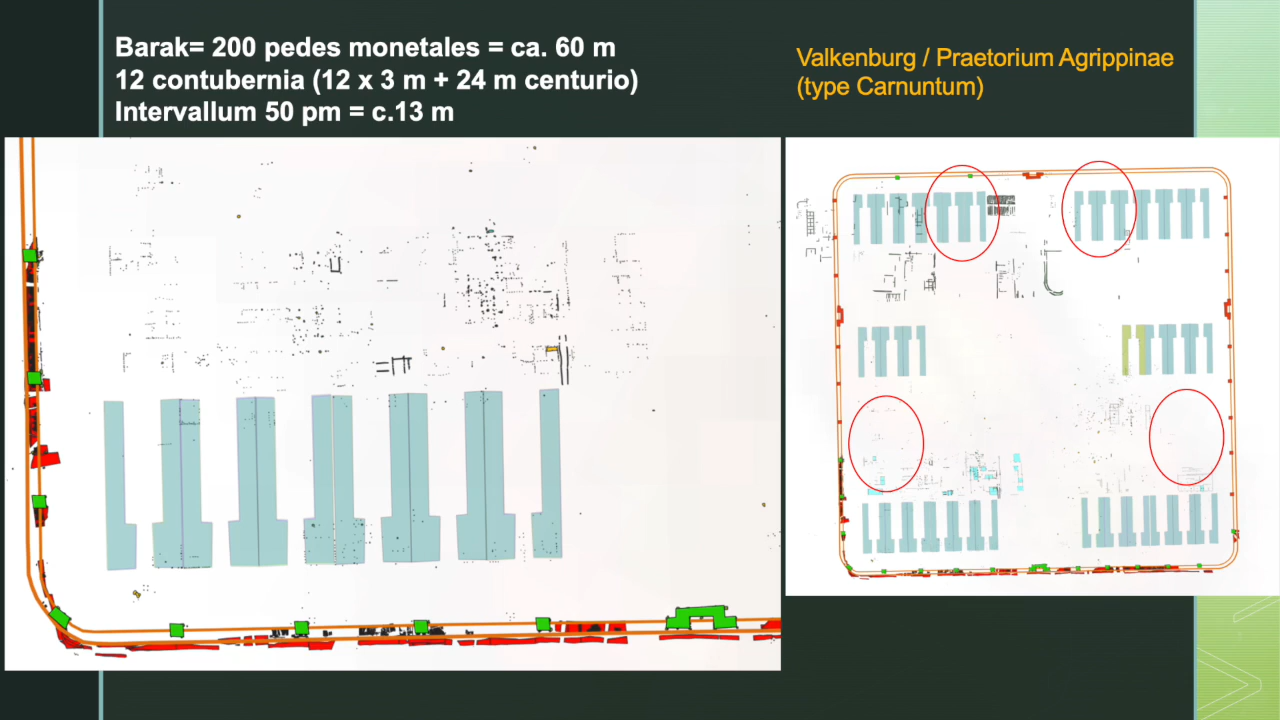 Barak= 200 pedes monetales = ca. 60 m
12 contubernia (12 x 3 m + 24 m centurio)
Intervallum 50 pm = c.13 m
Valkenburg / Praetorium Agrippinae
(type Carnuntum)